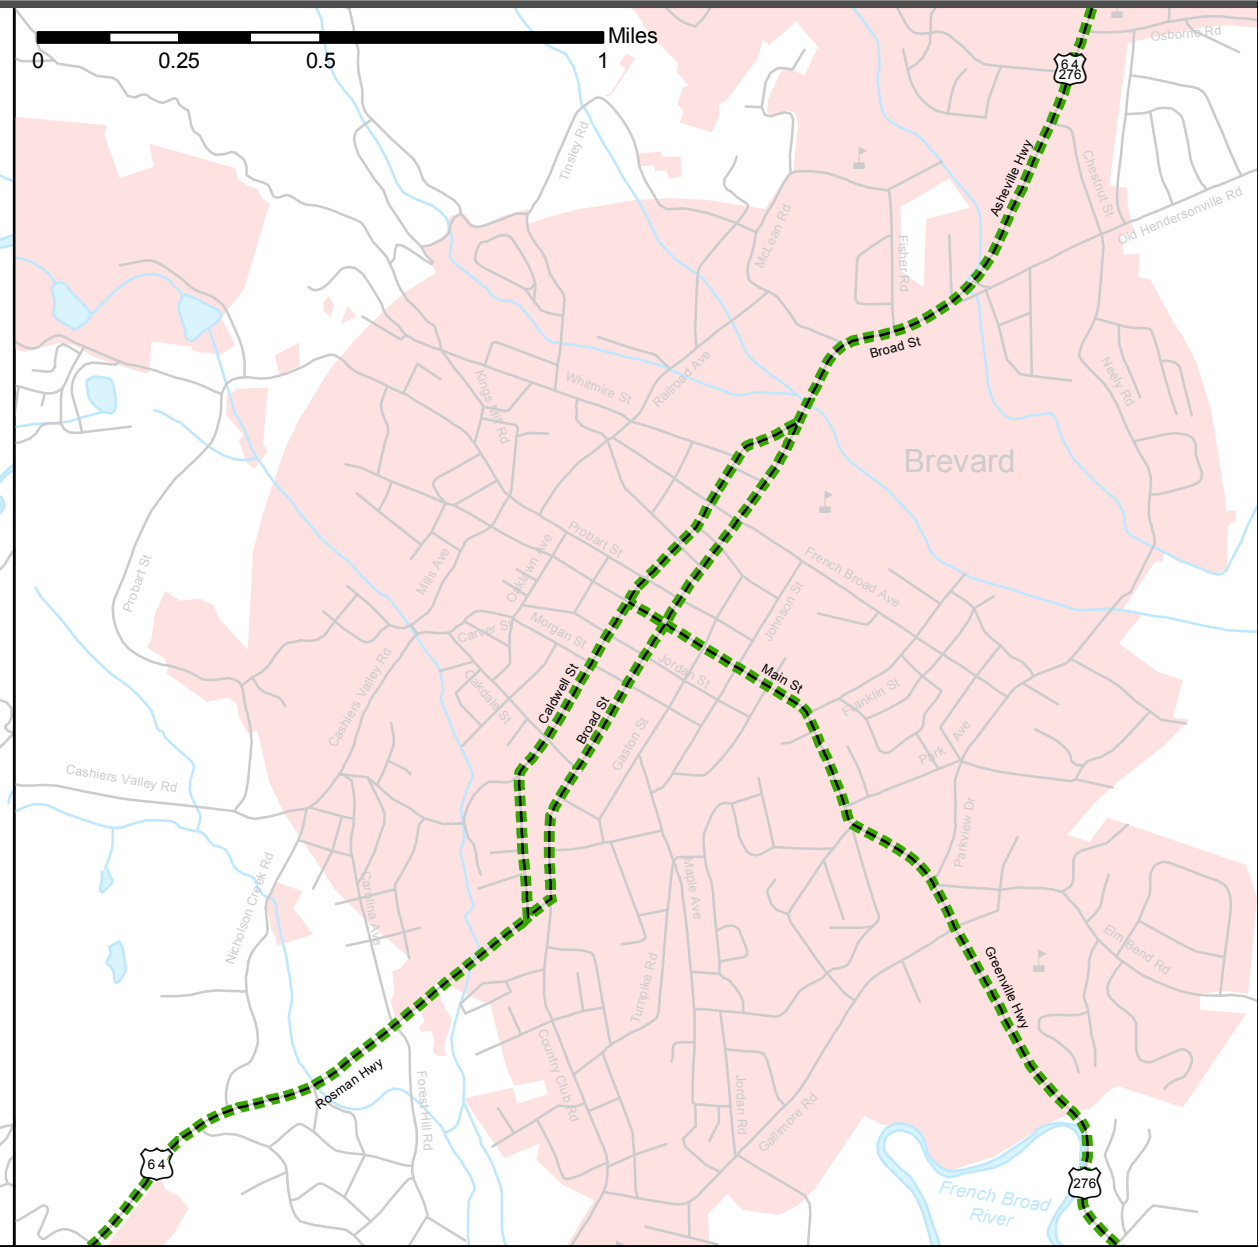 Miles
0 0.25 0.5 1
Osborne Rd
64
276
Tinsley Rd
Asheville Hwy
Chestnut St
Old Hendersonville Rd
McLean Rd
Fisher Rd
Broad St
Whitmire St
Railroad Ave
Kings Mill Rd
Neely Rd
Brevard
Probart St
Oaklawn Ave
Mills Ave
French Broad Ave
Probart St
Johnson St
Carver St
Morgan St
Jordan St
Main St
Cashiers Valley Rd
Oakdale St
Caldwell St
Broad St
Gaston St
Franklin St
Park Ave
Cashiers Valley Rd
Parkview Dr
Nicholson Creek Rd
Carolina Ave
Maple Ave
Elm Bend Rd
Turnpike Rd
Greenville Hwy
Country Club Rd
Rosman Hwy
Forest Hill Rd
Jordan Rd
Gallimore Rd
64
276
French Broad
River